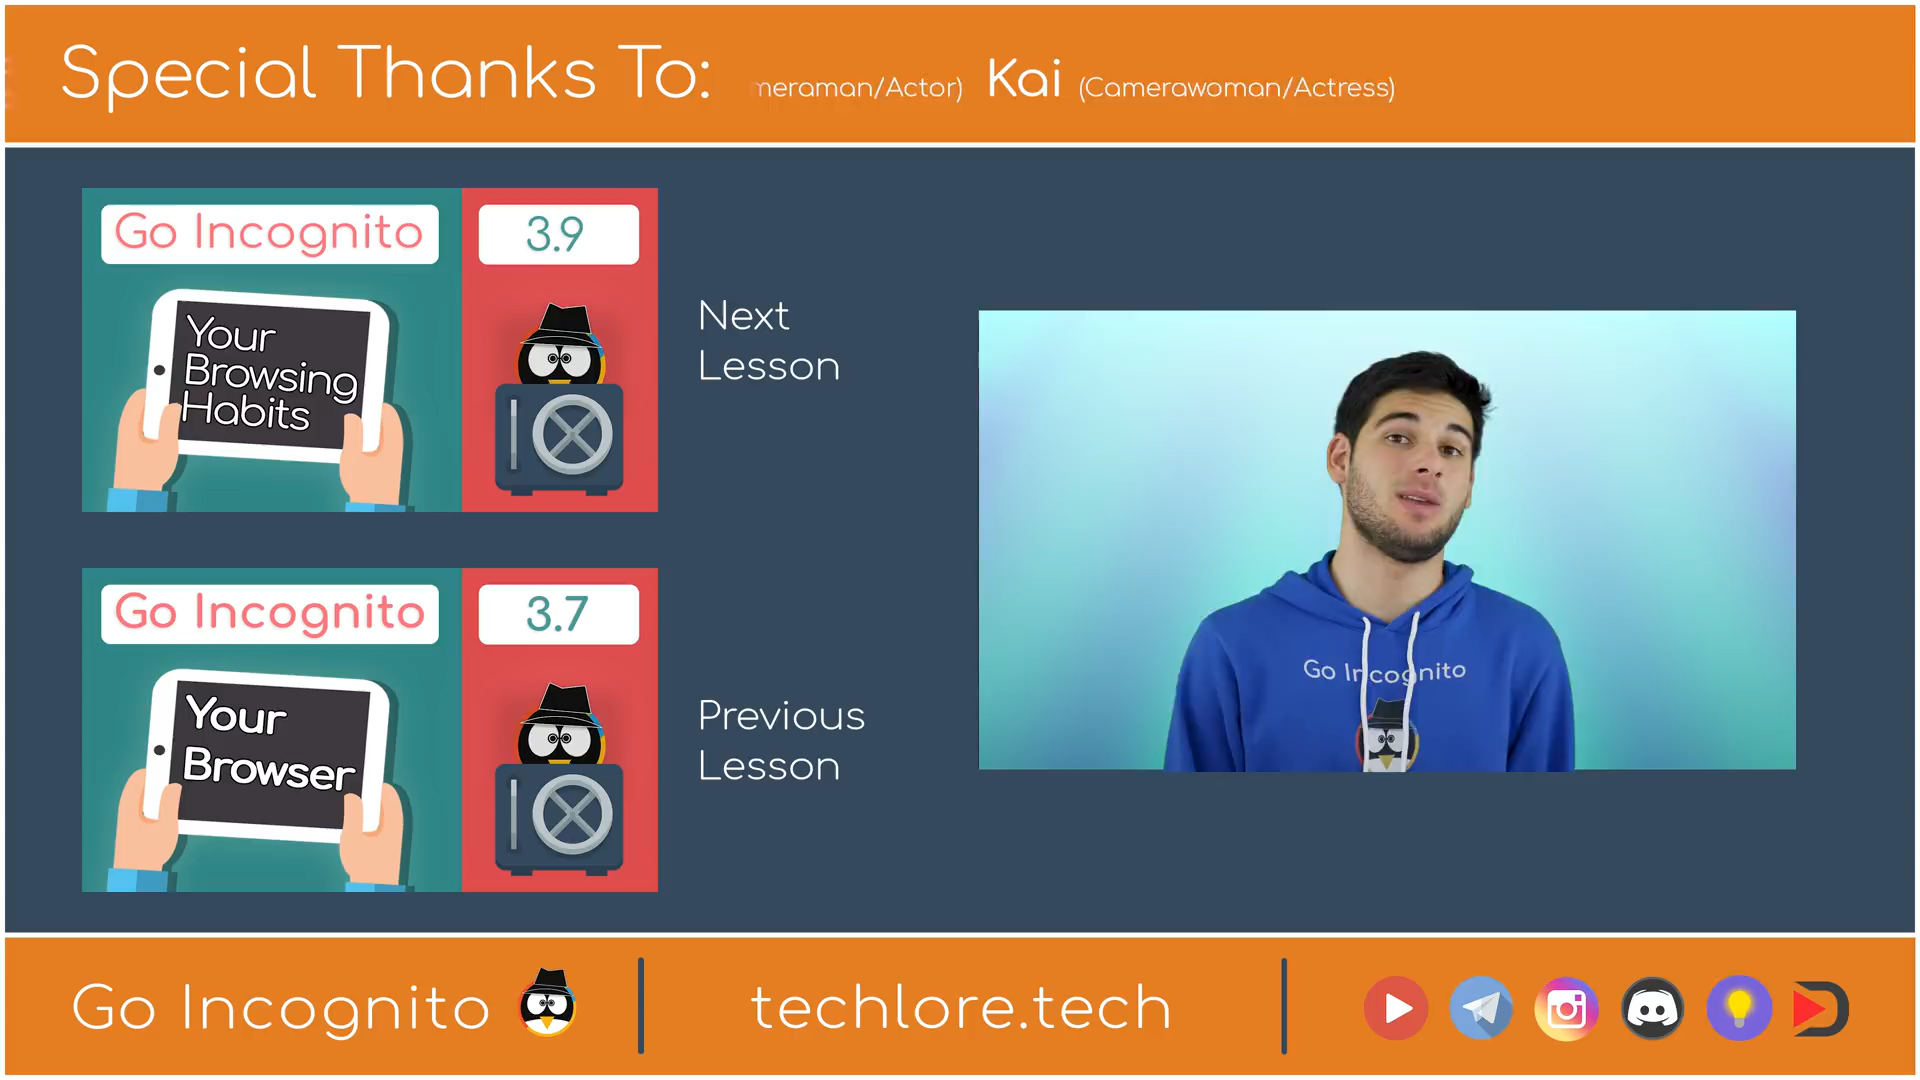 Special Thanks To: meraman/Actor) Kai (Camerawoman/Actress)
Go Incognito 3.9
Your
Browsing
Habits
Next
Lesson
Go Incognito 3.7
Your
Browser
Previous
Lesson
Go Incognito
Go Incognito techlore.tech